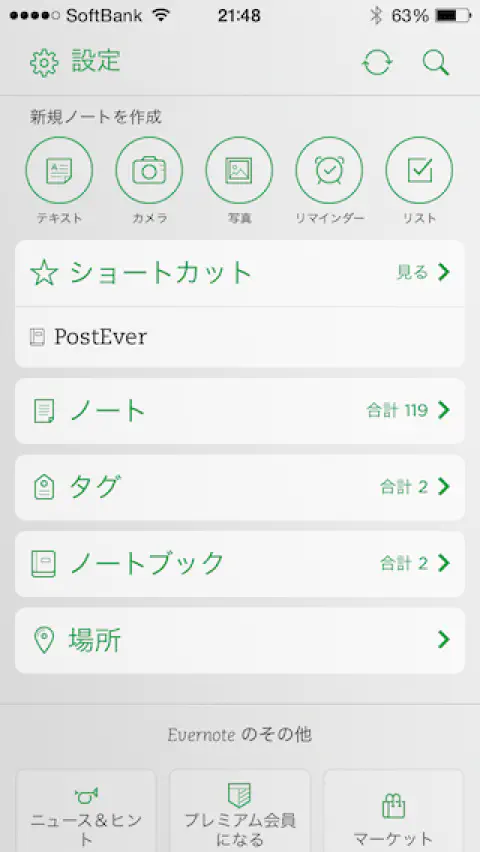 SoftBank 21:48 63%
設定
新規ノートを作成
テキスト カメラ 写真 リマインダー リスト
ショートカット 見る
PostEver
ノート 合計 119
タグ 合計 2
ノートブック 合計 2
場所
Evernote のその他
ニュース＆ヒン プレミアム会員
ト になる マーケット